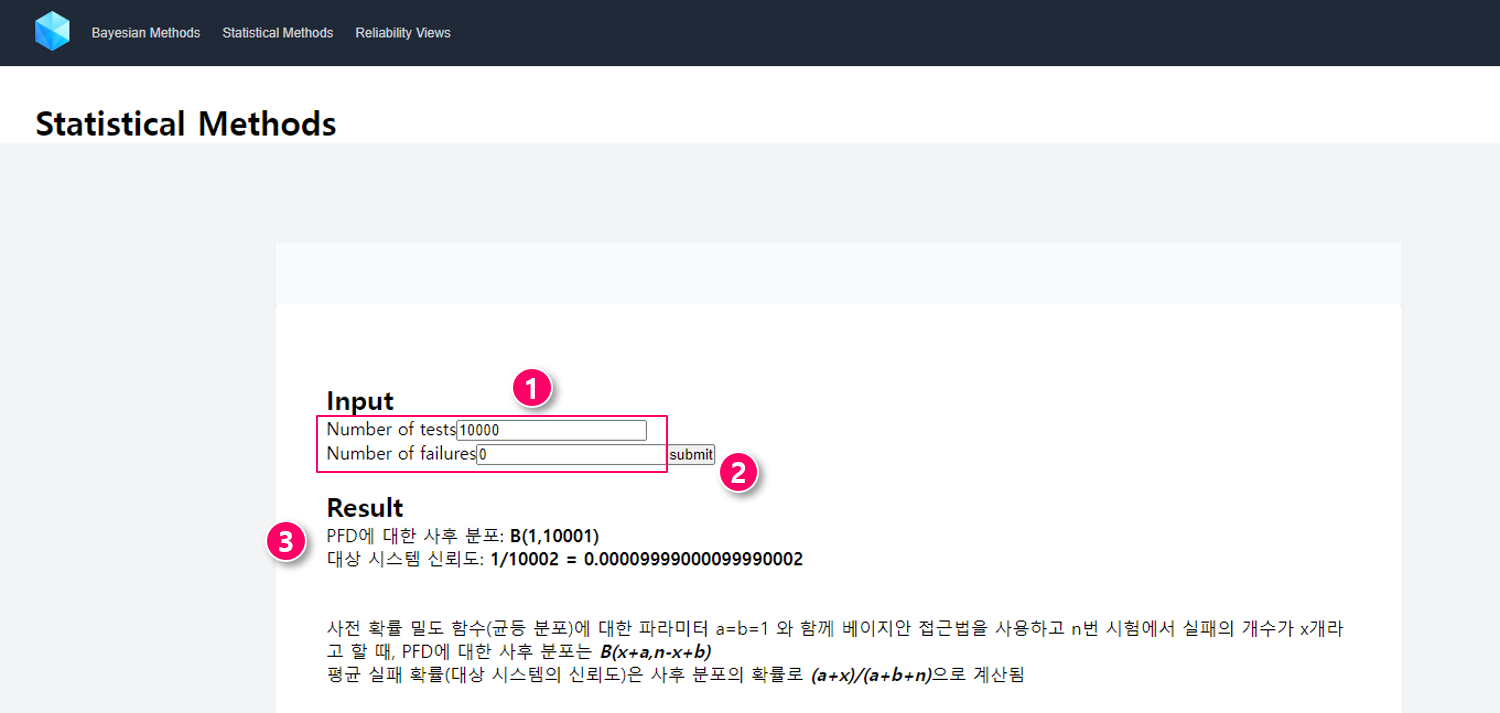 Bayesian Methods Statistical Methods Reliability Views
Statistical Methods
1
Input
Number of tests 10000
Number of failures 0 submit
2
Result
3
PFD에 대한 사후 분포: B(1,10001)
대상 시스템 신뢰도: 1/10002 = 0.00009999000099990002
사전 확률 밀도 함수(균등 분포)에 대한 파라미터 a=b=1 와 함께 베이지안 접근법을 사용하고 n번 시험에서 실패의 개수가 x개라
고 할 때, PFD에 대한 사후 분포는 B(x+a,n-x+b)
평균 실패 확률(대상 시스템의 신뢰도)은 사후 분포의 확률로 (a+x)/(a+b+n)으로 계산됨